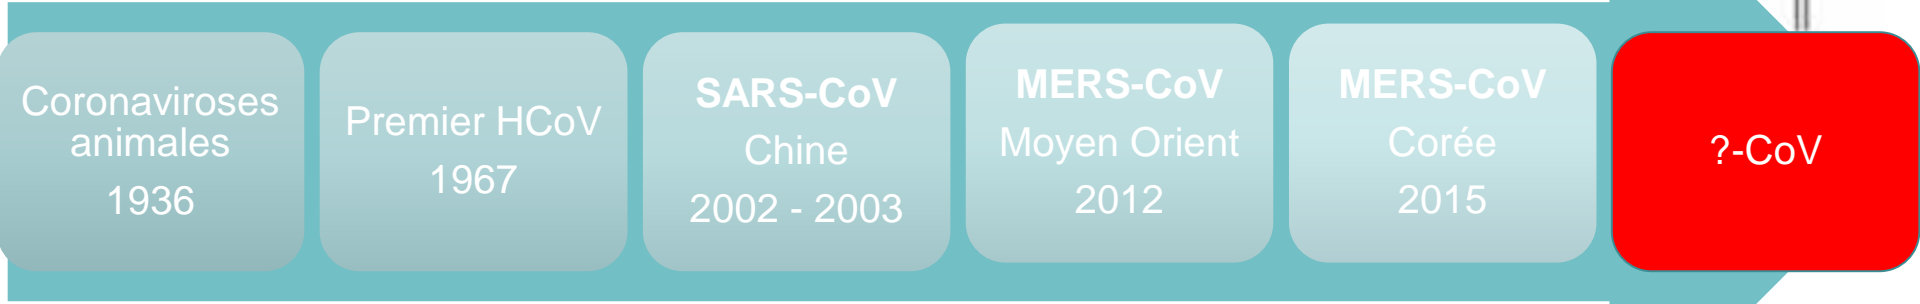 Coronaviroses
animales
1936
Premier HCoV
1967
SARS-CoV
Chine
2002 - 2003
MERS-CoV
Moyen Orient
2012
MERS-CoV
Corée
2015
?-CoV